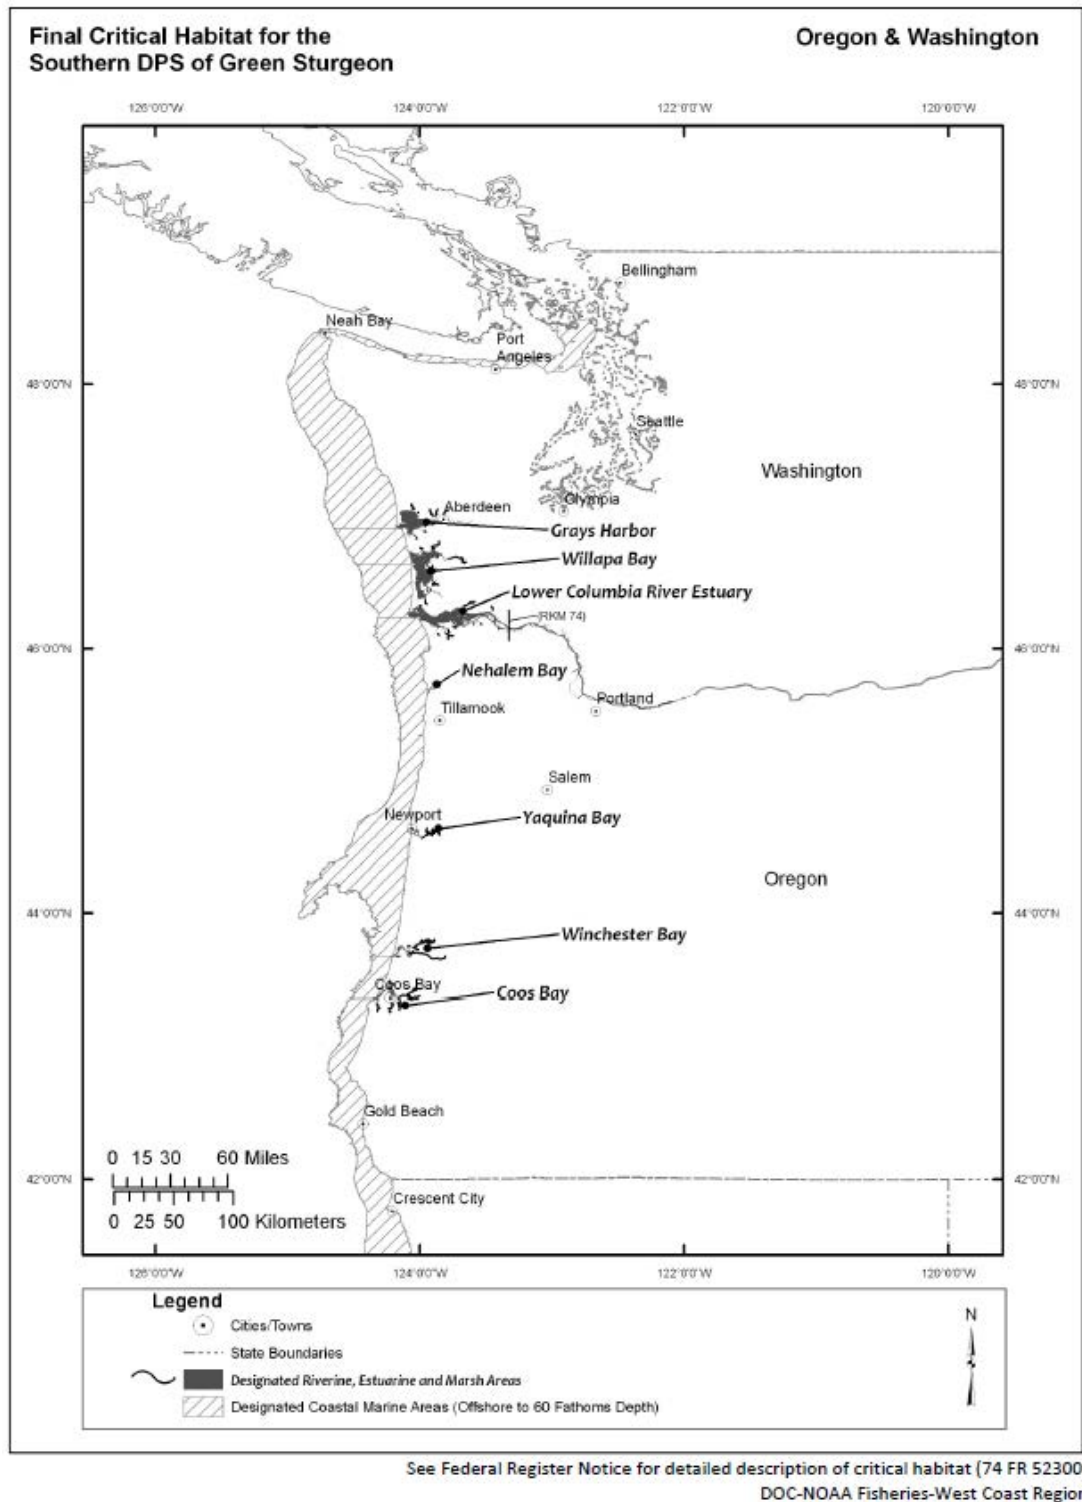 Final Critical Habitat for the
Southern DPS of Green Sturgeon
Oregon & Washington
126°0'0"W 124°0'0"W 122°0'0"W 120°0'0"W
Bellingham
Neah Bay
Port
Angeles
48°0'0"N 48°0'0"N
Seattle
Washington
Olympia
Aberdeen
Grays Harbor
Willapa Bay
Lower Columbia River Estuary
(RKM 74)
46°0'0"N 46°0'0"N
Nehalem Bay
Portland
Tillamook
Salem
Newport
Yaquina Bay
Oregon
44°0'0"N 44°0'0"N
Winchester Bay
Coos Bay
Coos Bay
Gold Beach
0 15 30 60 Miles
42°0'0"N 42°0'0"N
Crescent City
0 25 50 100 Kilometers
126°0'0"W 124°0'0"W 122°0'0"W 120°0'0"W
Legend
N
Cities/Towns
State Boundaries
Designated Riverine, Estuarine and Marsh Areas
Designated Coastal Marine Areas (Offshore to 60 Fathoms Depth)
See Federal Register Notice for detailed description of critical habitat (74 FR 52300
DOC-NOAA Fisheries-West Coast Region